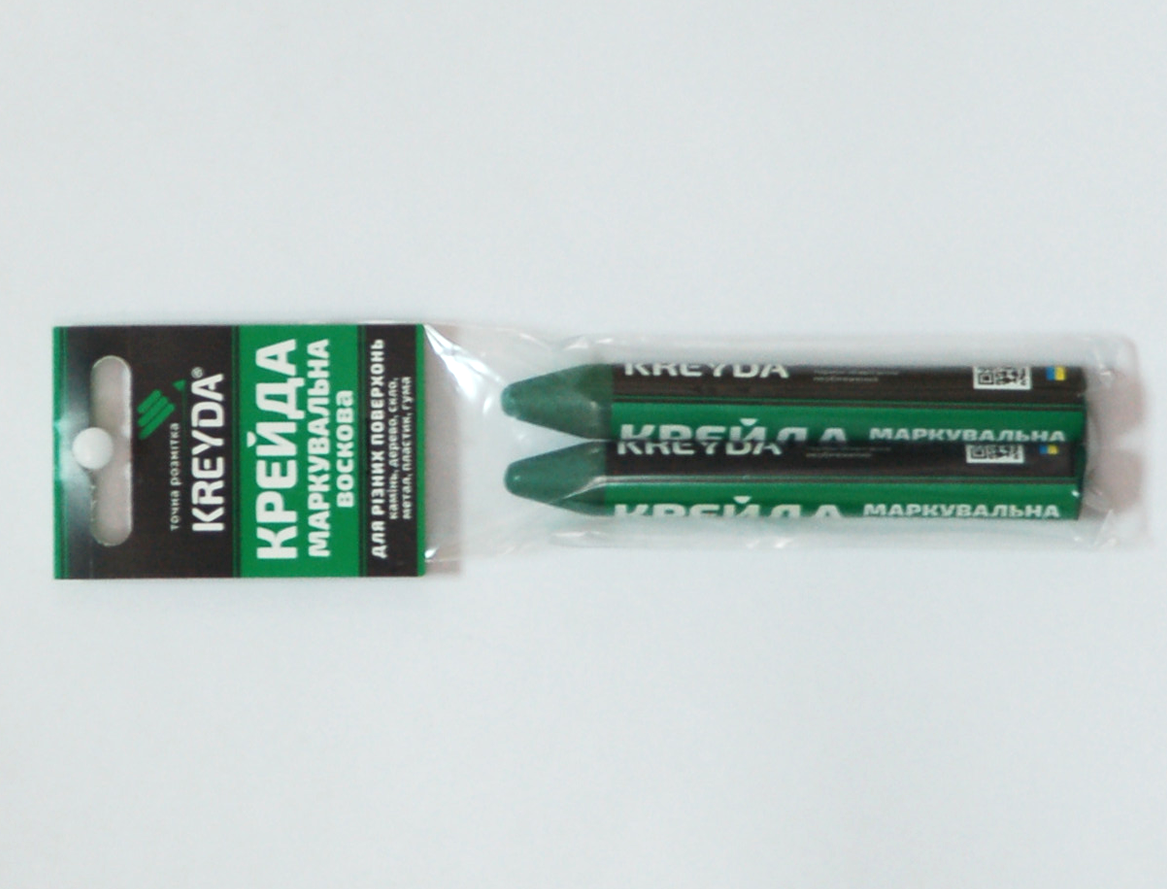 точна розмітка
KREYDA®
КРЕЙДА
МАРКУВАЛЬНА
ВОСКОВА
ДЛЯ РІЗНИХ ПОВЕРХОНЬ
камінь, дерево, скло,
метал, пластик, гума
KREYDA
КРЕЙДА МАРКУВАЛЬНА
KREYDA
КРЕЙДА МАРКУВАЛЬНА